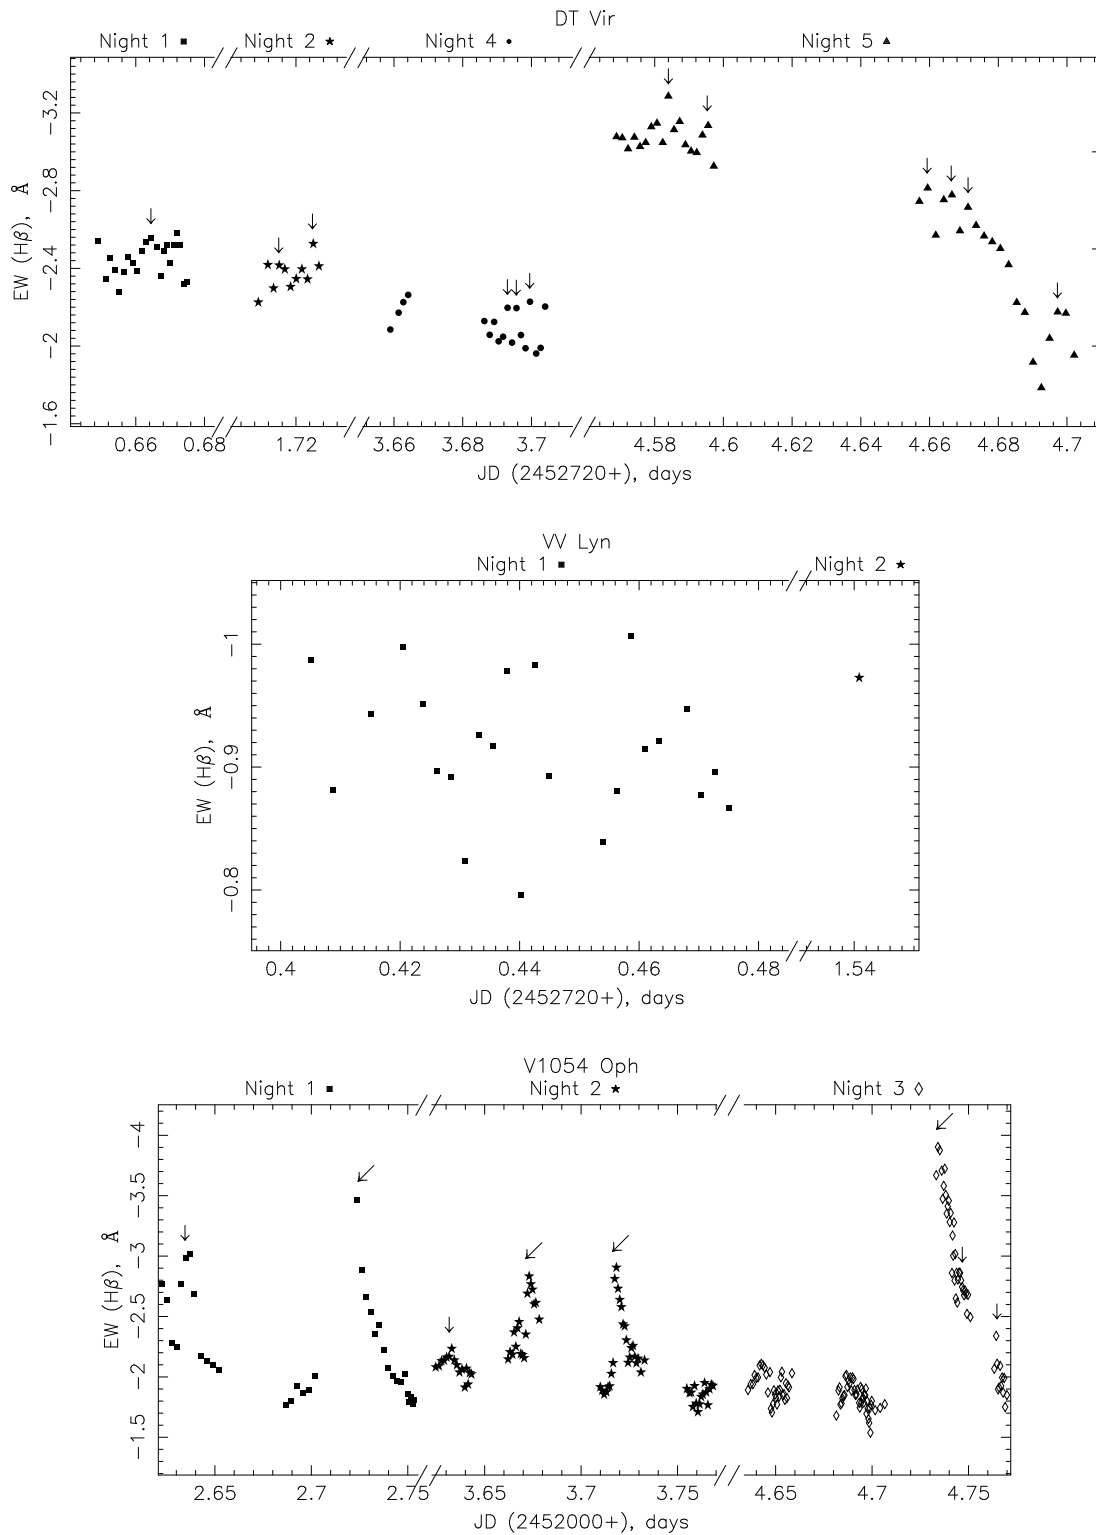 DT Vir
Night 1 Night 2 Night 4 Night 5
−3.2
−2.8
−2.4
−2
−1.6
EW (Hβ), Å
0.66 0.68 1.72 3.66 3.68 3.7 4.58 4.6 4.62 4.64 4.66 4.68 4.7
JD (2452720+), days
VV Lyn
Night 1 Night 2
−1
−0.9
−0.8
EW (Hβ), Å
0.4 0.42 0.44 0.46 0.48 1.54
JD (2452720+), days
V1054 Oph
Night 1 Night 2 Night 3
−4
−3.5
−3
−2.5
−2
−1.5
EW (Hβ), Å
2.65 2.7 2.75 3.65 3.7 3.75 4.65 4.7 4.75
JD (2452000+), days